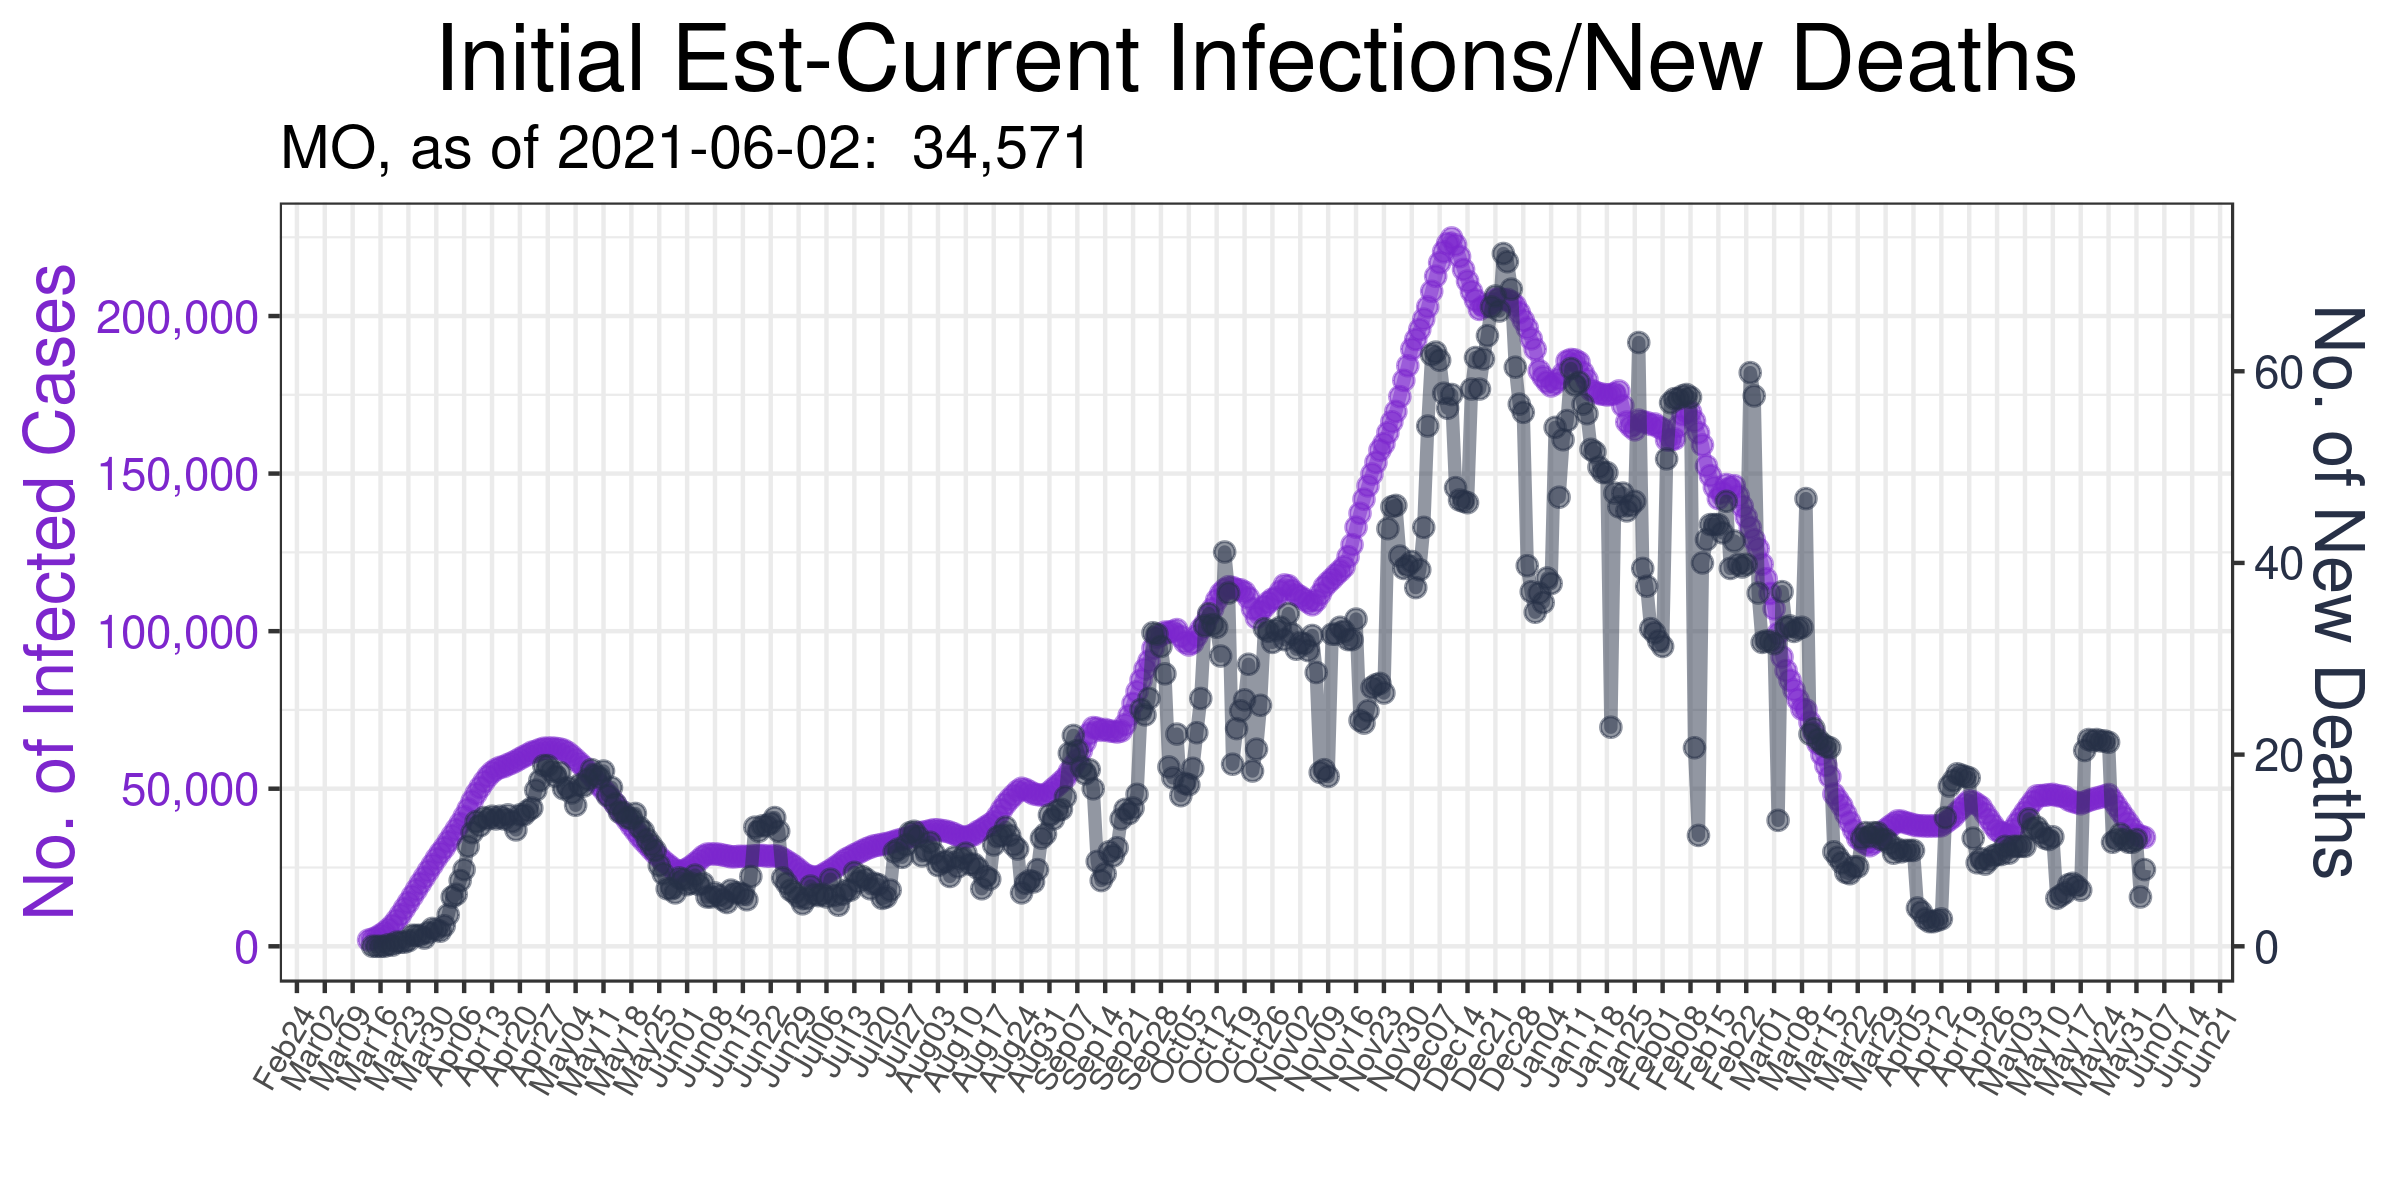 Initial Est-Current Infections/New Deaths
MO, as of 2021-06-02:  34,571
No. of Infected Cases
200,000
150,000
100,000
50,000
0
60
40
20
0
No. of New Deaths
Feb24
Mar02
Mar09
Mar16
Mar23
Mar30
Apr06
Apr13
Apr20
Apr27
May04
May11
May18
May25
Jun01
Jun08
Jun15
Jun22
Jun29
Jul06
Jul13
Jul20
Jul27
Aug03
Aug10
Aug17
Aug24
Aug31
Sep07
Sep14
Sep21
Sep28
Oct05
Oct12
Oct19
Oct26
Nov02
Nov09
Nov16
Nov23
Nov30
Dec07
Dec14
Dec21
Dec28
Jan04
Jan11
Jan18
Jan25
Feb01
Feb08
Feb15
Feb22
Mar01
Mar08
Mar15
Mar22
Mar29
Apr05
Apr12
Apr19
Apr26
May03
May10
May17
May24
May31
Jun07
Jun14
Jun21